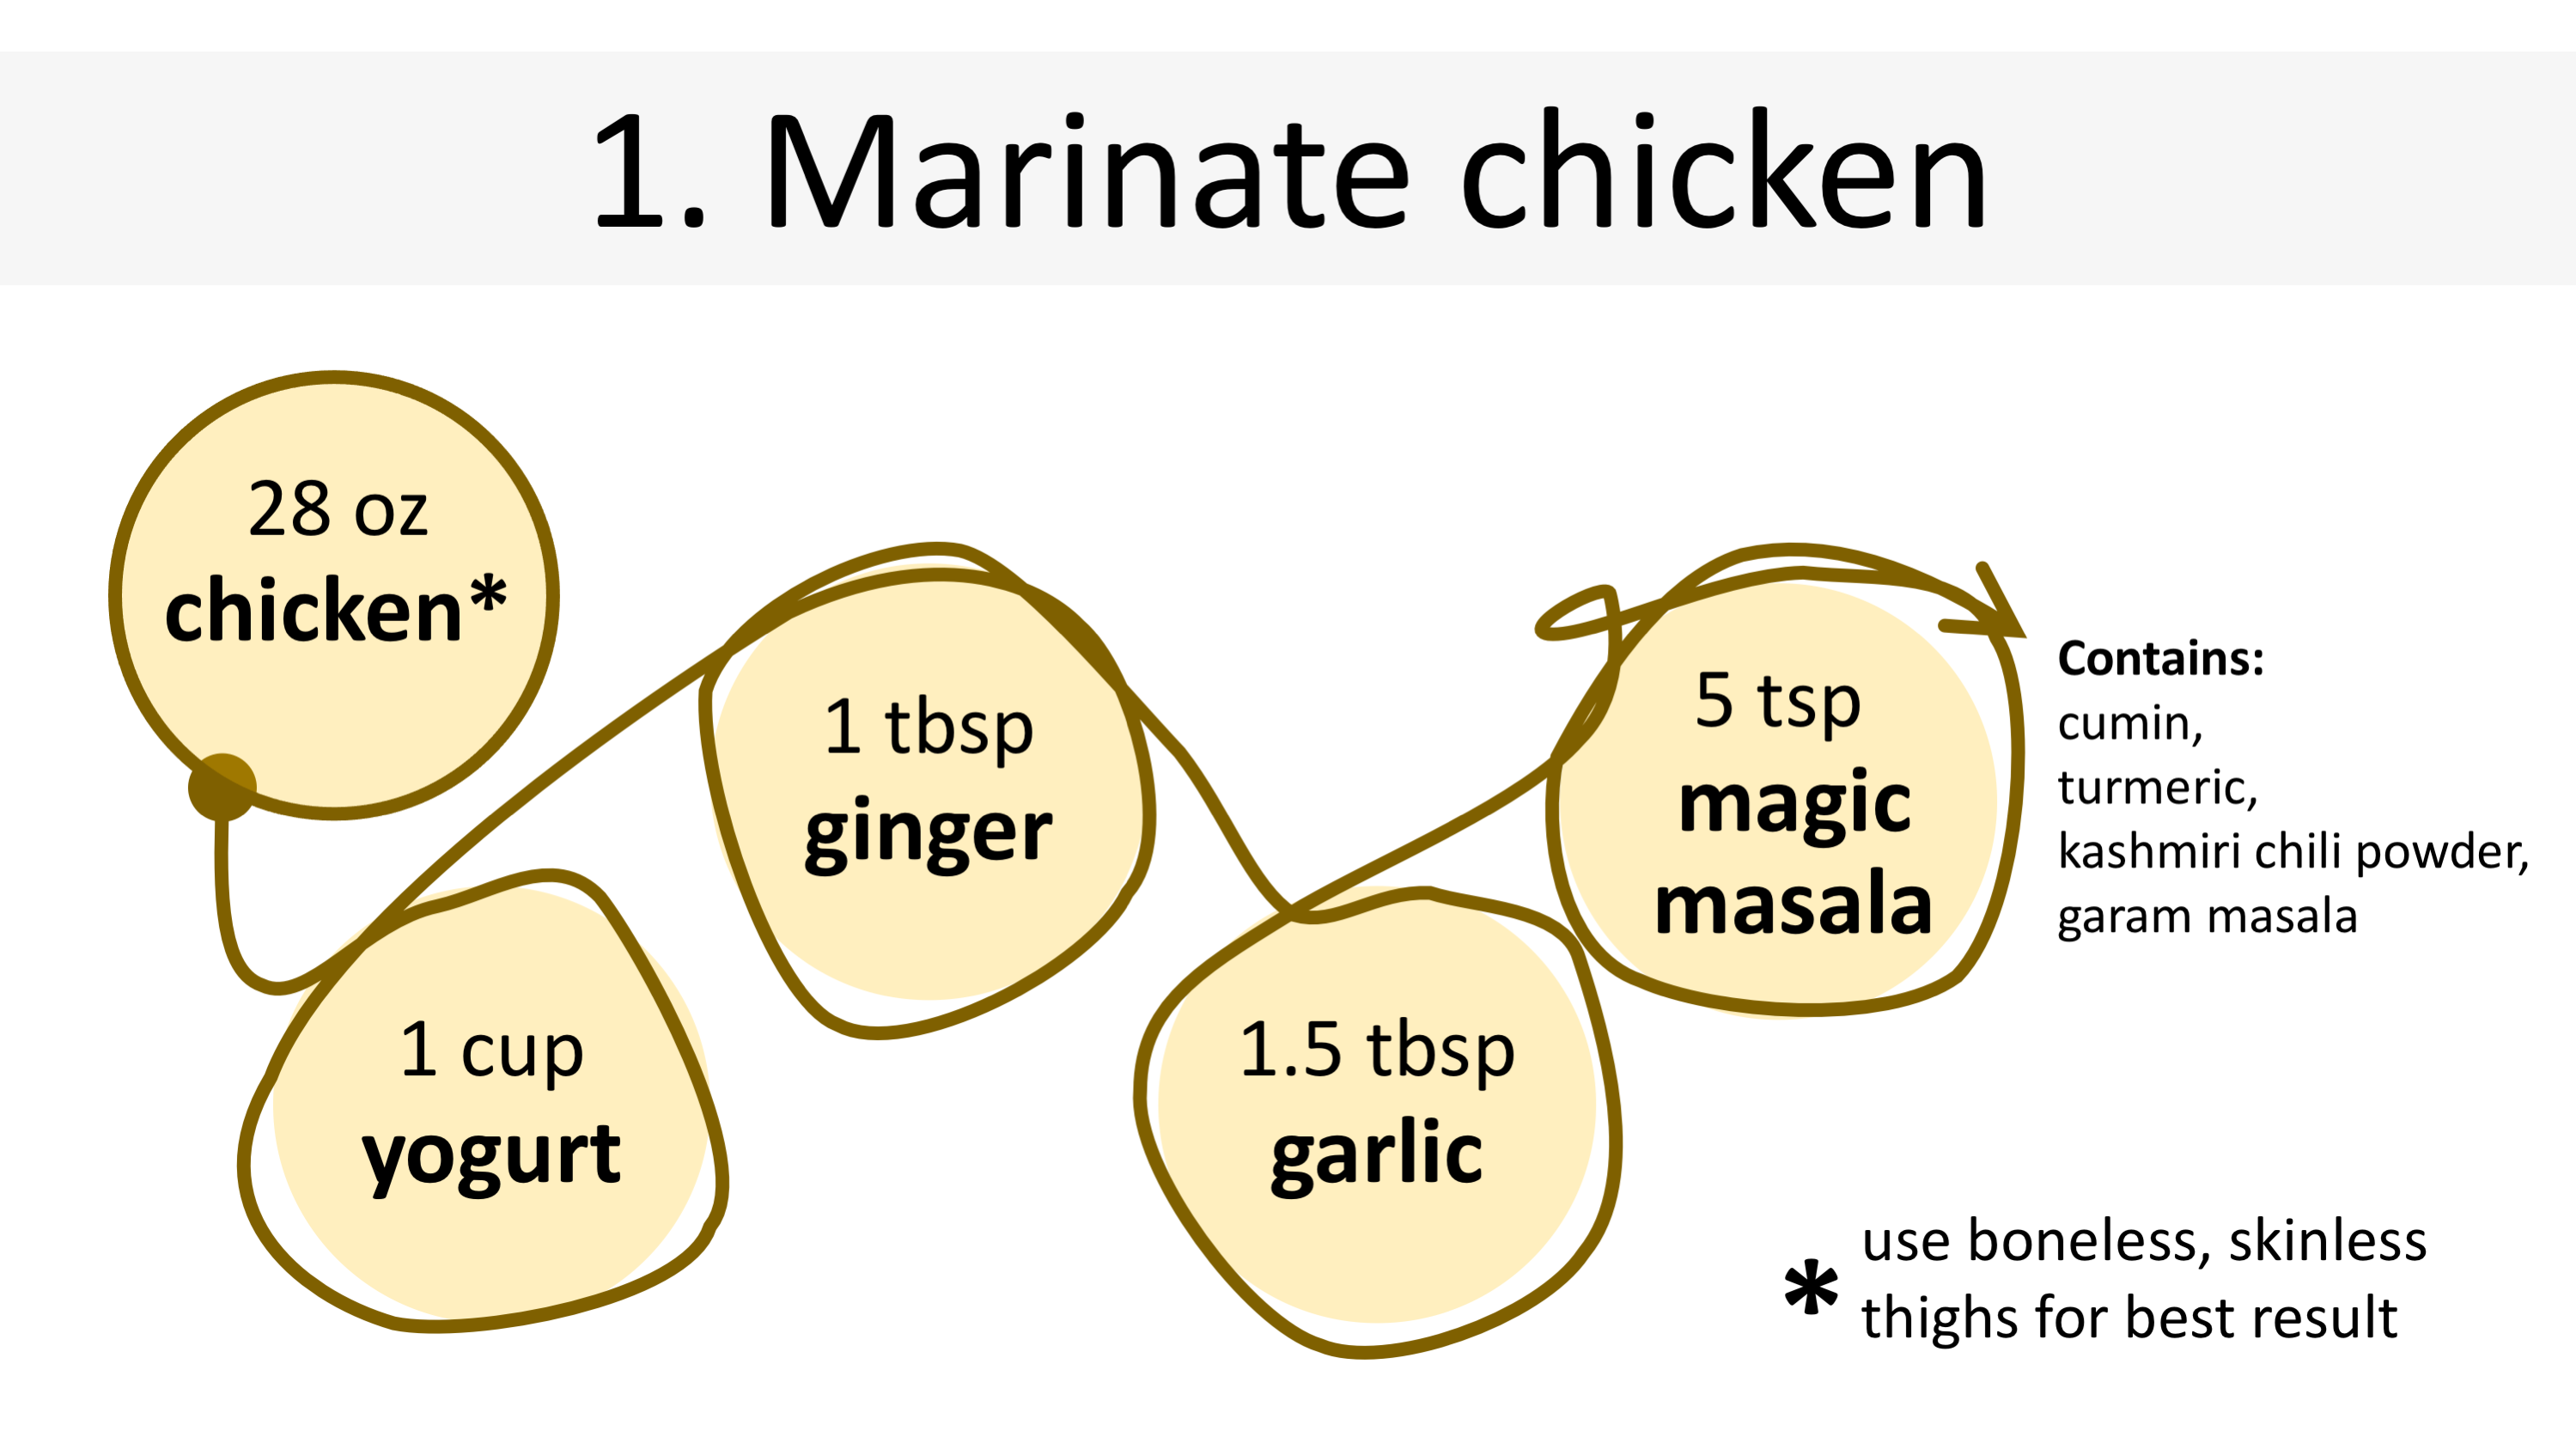 1. Marinate chicken
28 oz
chicken*
1 cup
yogurt
1 tbsp
ginger
1.5 tbsp
garlic
5 tsp
magic
masala
Contains:
cumin,
turmeric,
kashmiri chili powder,
garam masala
* use boneless, skinless
thighs for best result